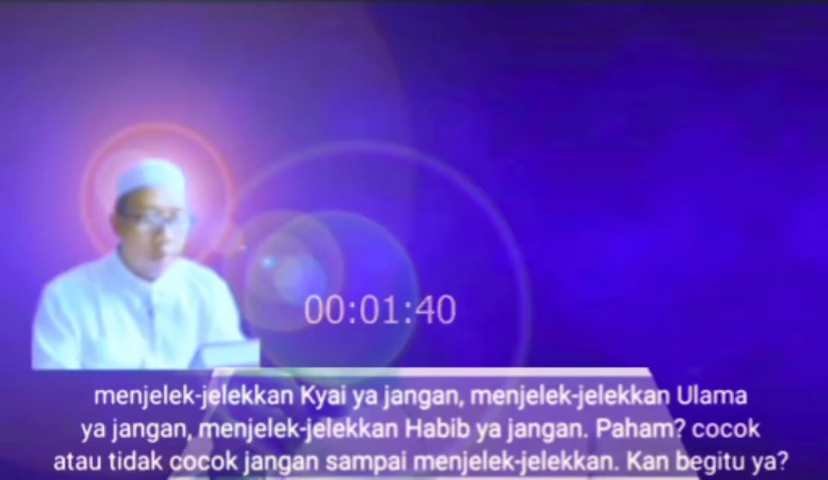 00:01:40
menjelek-jelekkan Kyai ya jangan, menjelek-jelekkan Ulama
ya jangan, menjelek-jelekkan Habib ya jangan. Paham? cocok
atau tidak cocok jangan sampai menjelek-jelekkan. Kan begitu ya?